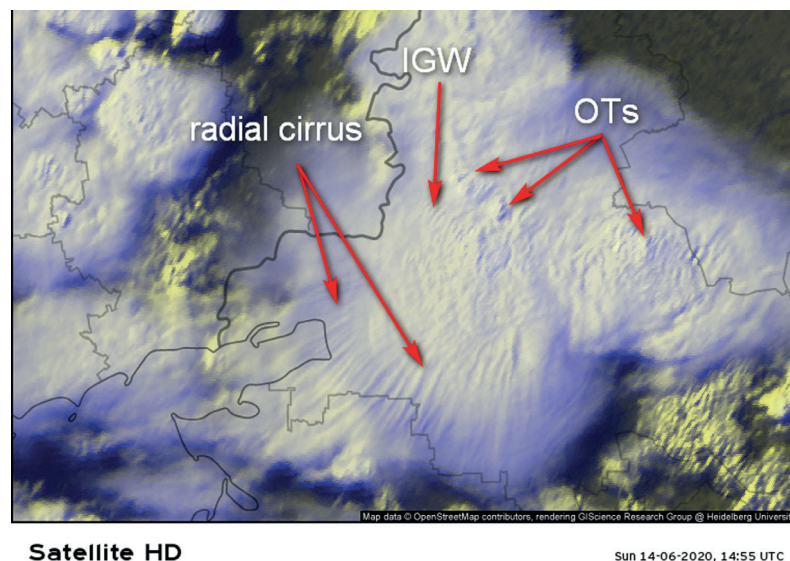 IGW
OTs
radial cirrus
Map data © OpenStreetMap contributors, rendering GIScience Research Group @ Heidelberg Universit
Satellite HD
Sun 14-06-2020, 14:55 UTC